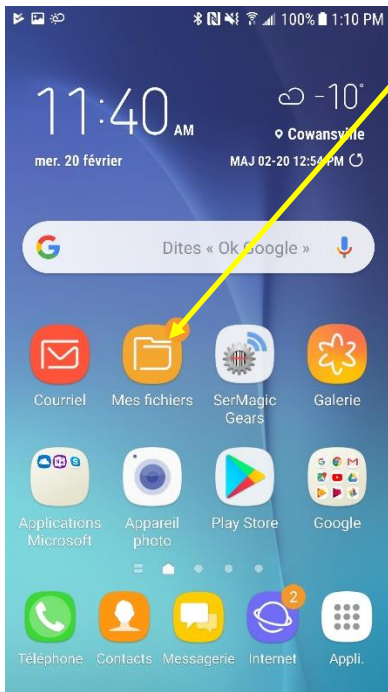 100% 1:10 PM
11:40 AM
-10°
Cowansville
mer. 20 février
MAJ 02-20 12:54 PM
G Dites « Ok Google »
Courriel Mes fichiers SerMagic Gears Galerie
Applications Microsoft Appareil photo Play Store Google
2
Téléphone Contacts Messagerie Internet Appli.